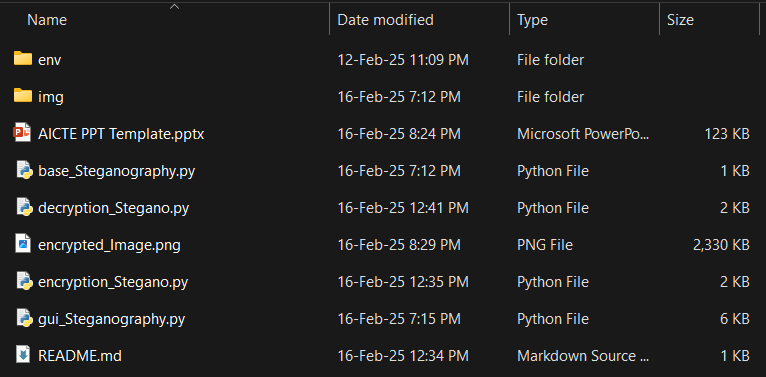 Name Date modified Type Size
env 12-Feb-25 11:09 PM File folder
img 16-Feb-25 7:12 PM File folder
AICTE PPT Template.pptx 16-Feb-25 8:24 PM Microsoft PowerPo... 123 KB
base_Steganography.py 16-Feb-25 7:12 PM Python File 1 KB
decryption_Stegano.py 16-Feb-25 12:41 PM Python File 2 KB
encrypted_Image.png 16-Feb-25 8:29 PM PNG File 2,330 KB
encryption_Stegano.py 16-Feb-25 12:35 PM Python File 2 KB
gui_Steganography.py 16-Feb-25 7:15 PM Python File 6 KB
README.md 16-Feb-25 12:34 PM Markdown Source ... 1 KB